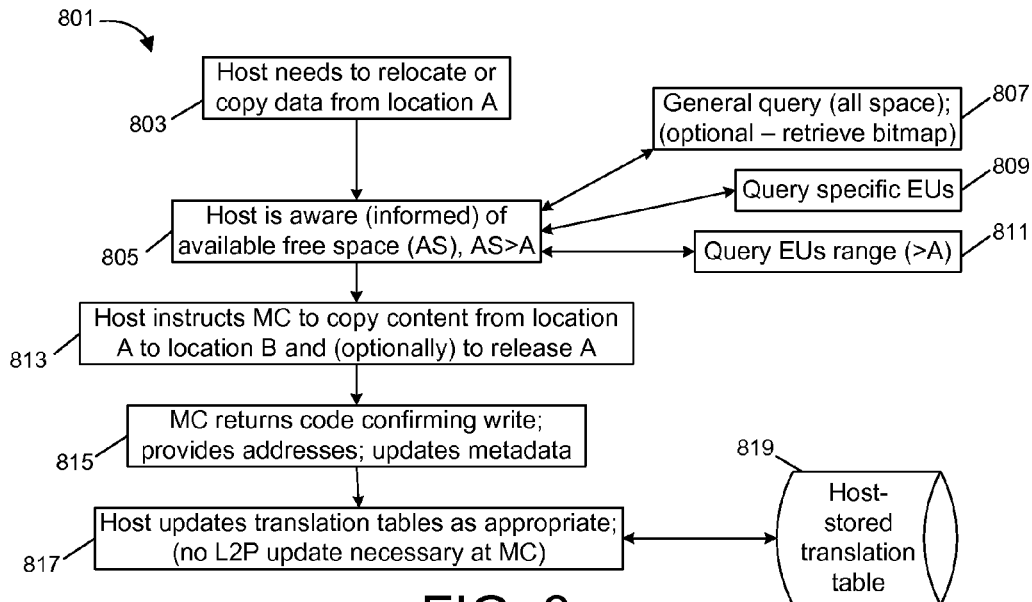 801
Host needs to relocate or
copy data from location A
803
General query (all space);
(optional – retrieve bitmap)
807
Query specific EUs
809
Host is aware (informed) of
available free space (AS), AS>A
805
Query EUs range (>A)
811
Host instructs MC to copy content from location
A to location B and (optionally) to release A
813
MC returns code confirming write;
provides addresses; updates metadata
815
Host updates translation tables as appropriate;
(no L2P update necessary at MC)
817
819
Host-
stored
translation
table